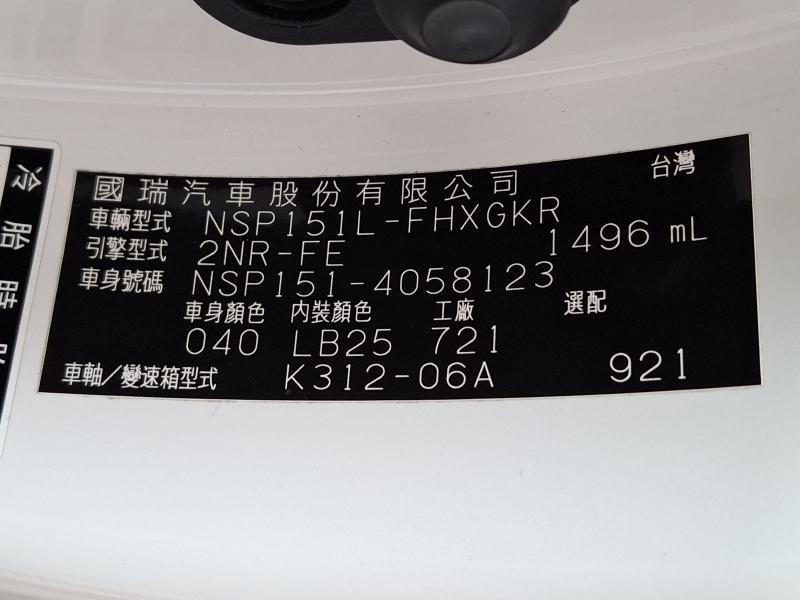 國瑞汽車股份有限公司 台灣
車輛型式 NSP151L-FHXGKR
引擎型式 2NR-FE 1496 mL
車身號碼 NSP151-4058123
車身顏色 內裝顏色 工廠 選配
040 LB25 721
車軸/變速箱型式 K312-06A 921
冷胎時